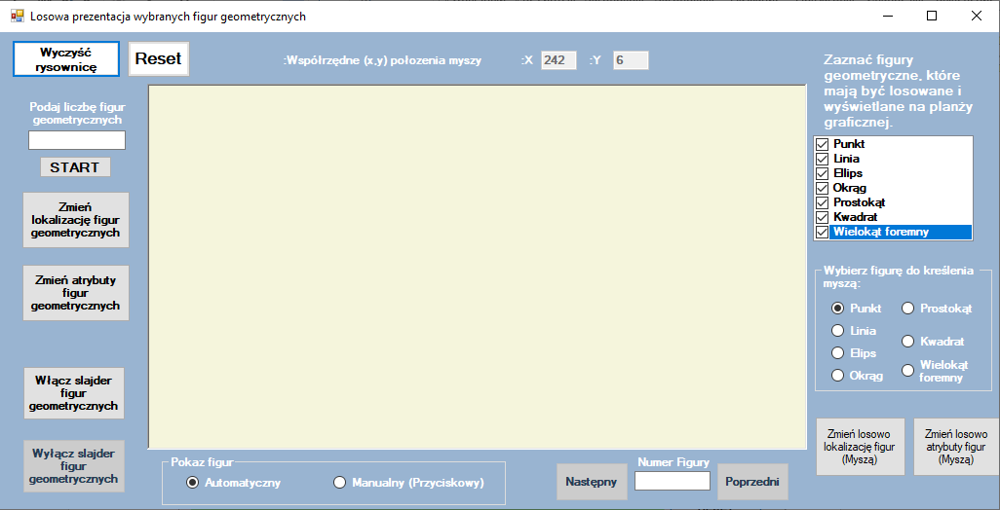 Losowa prezentacja wybranych figur geometrycznych
Wyczyść
rysownicę
Reset
:Współrzędne (x,y) położenia myszy
:X
242
:Y
6
Podaj liczbę figur
geometrycznych
START
Zmień
lokalizację figur
geometrycznych
Zmień atrybuty
figur
geometrycznych
Włącz slajder
figur
geometrycznych
Wyłącz slajder
figur
geometrycznych
Zaznać figury
geometryczne, które
mają być losowane i
wyświetlane na planży
graficznej.
Punkt
Linia
Ellips
Okrąg
Prostokąt
Kwadrat
Wielokąt foremny
Wybierz figurę do kreślenia
myszą:
Punkt
Prostokąt
Linia
Kwadrat
Elips
Wielokąt
foremny
Okrąg
Zmień losowo
lokalizację figur
(Myszą)
Zmień losowo
atrybuty figur
(Myszą)
Pokaz figur
Automatyczny
Manualny (Przyciskowy)
Następny
Numer Figury
Poprzedni